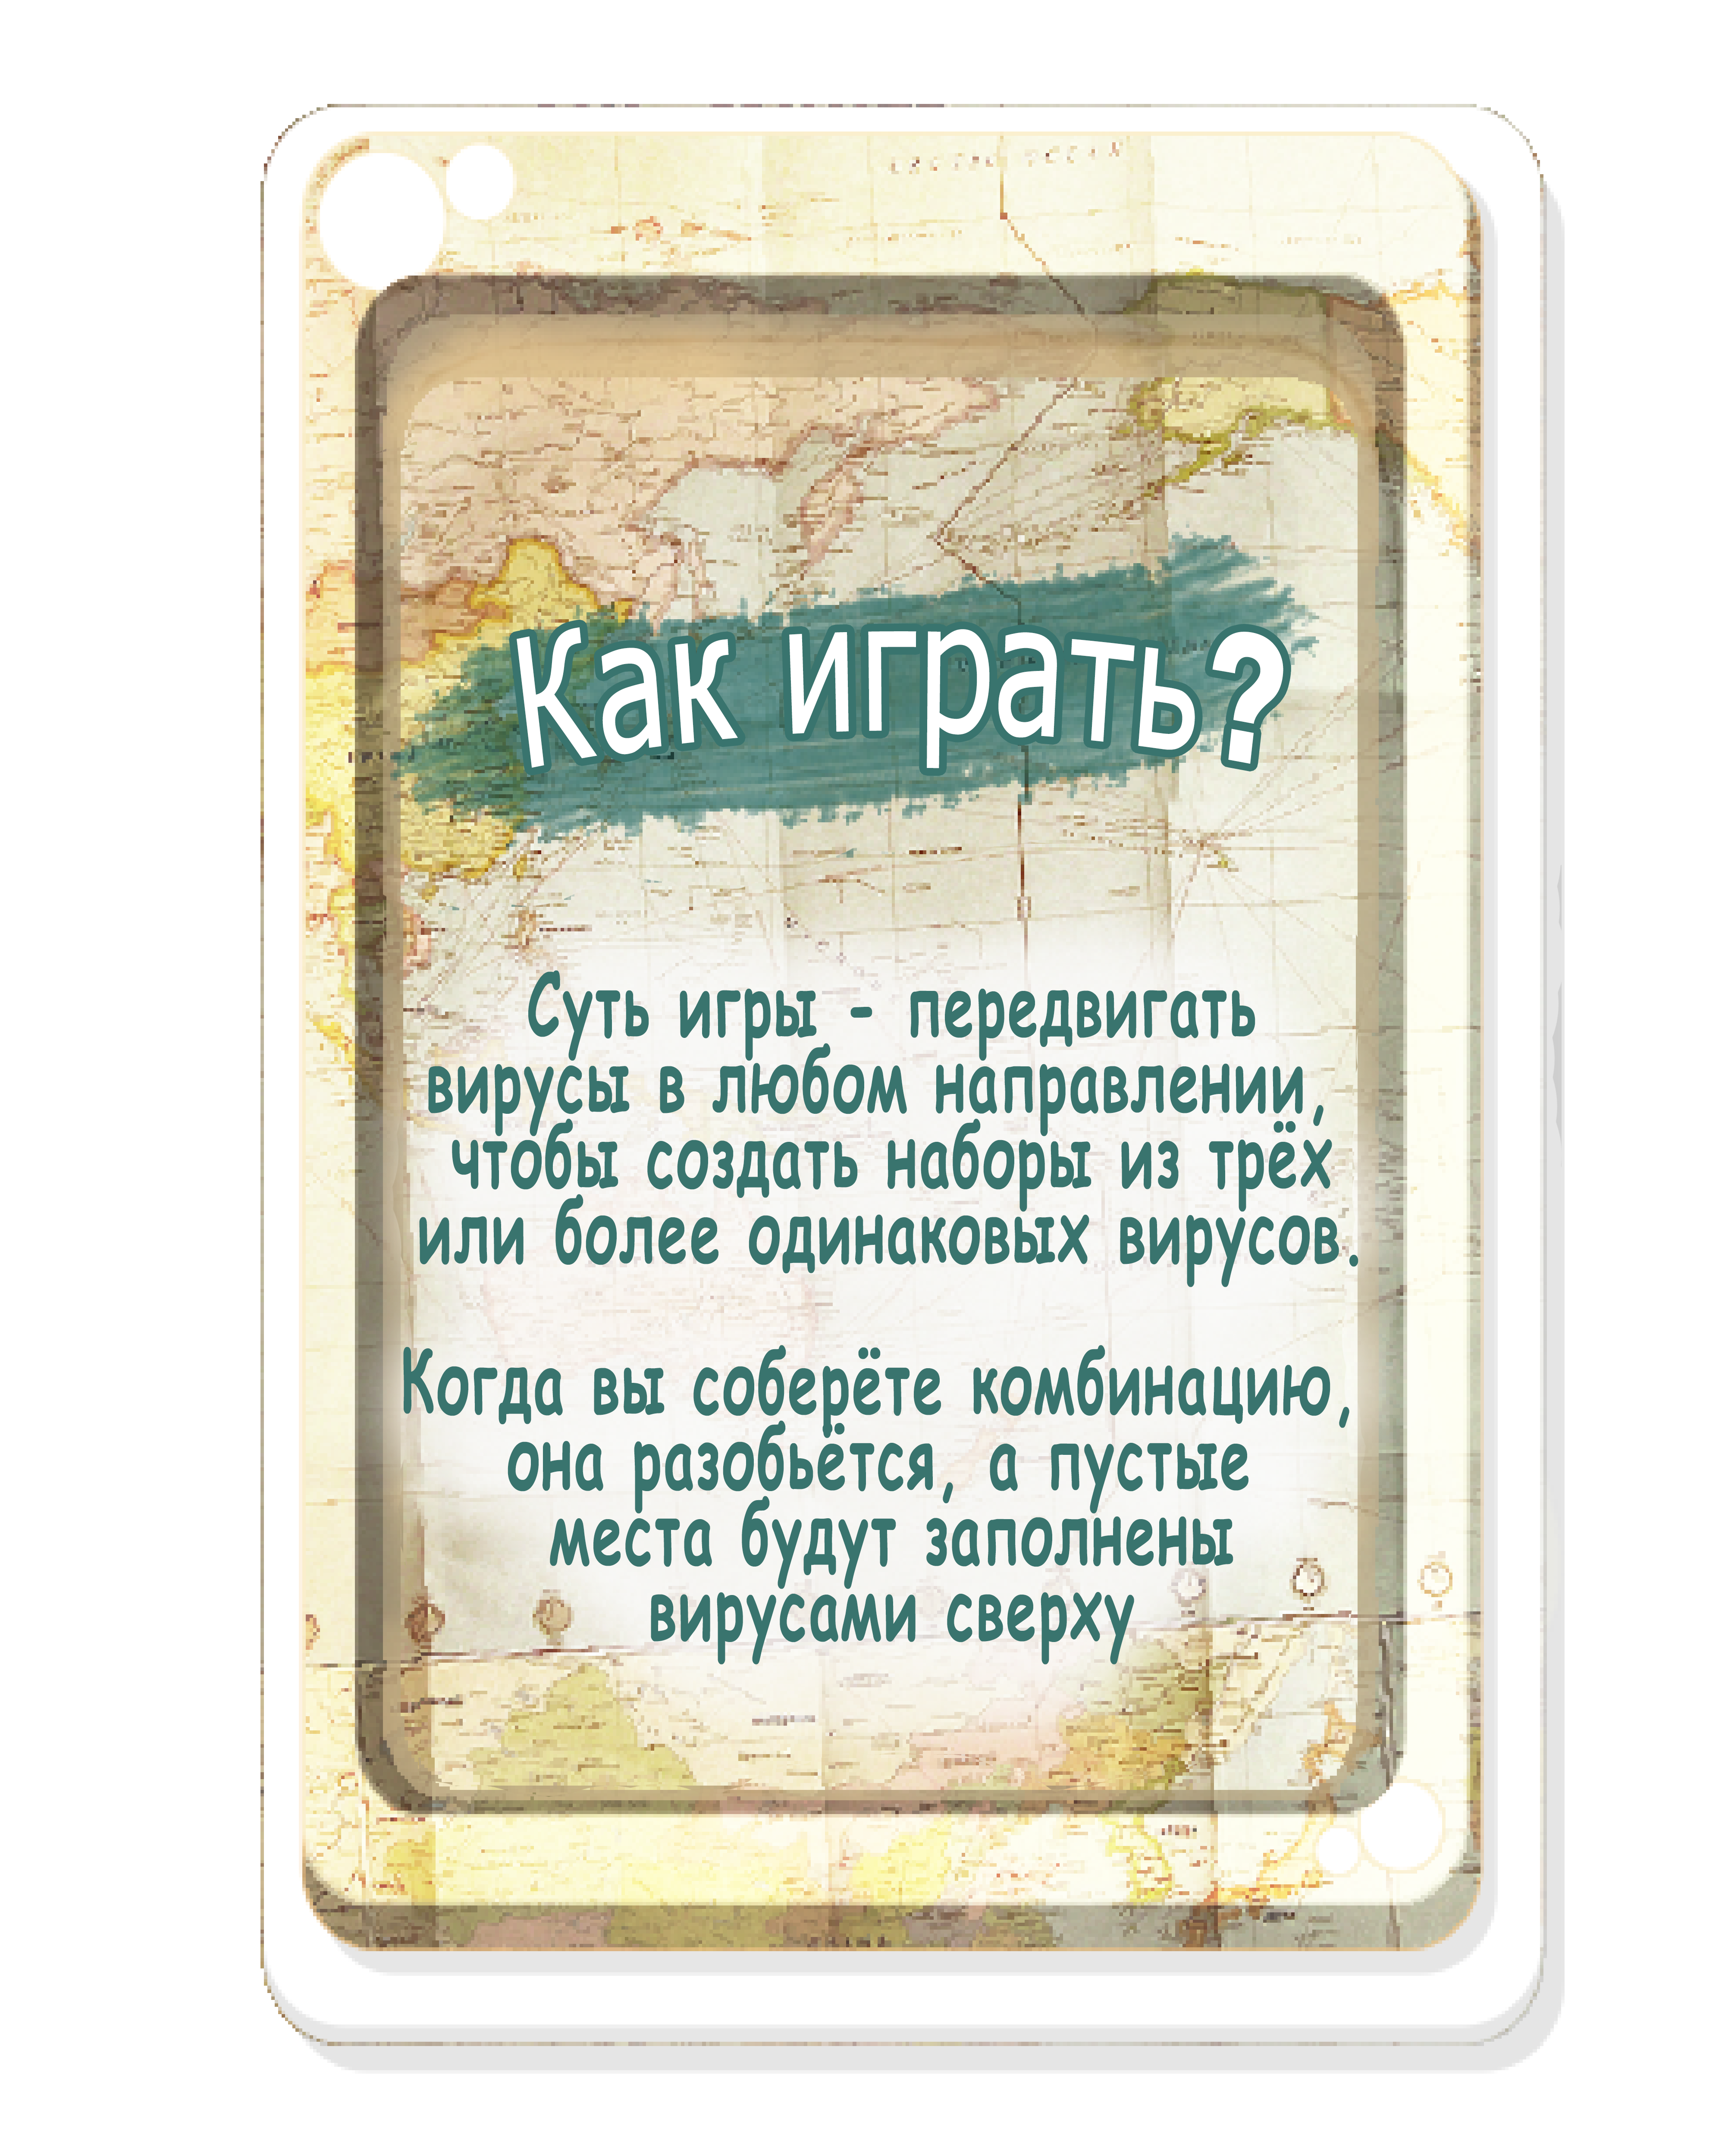 Как играть?
Суть игры - передвигать
вирусы в любом направлении,
чтобы создать наборы из трёх
или более одинаковых вирусов.
Когда вы соберёте комбинацию,
она разобьётся, а пустые
места будут заполнены
вирусами сверху